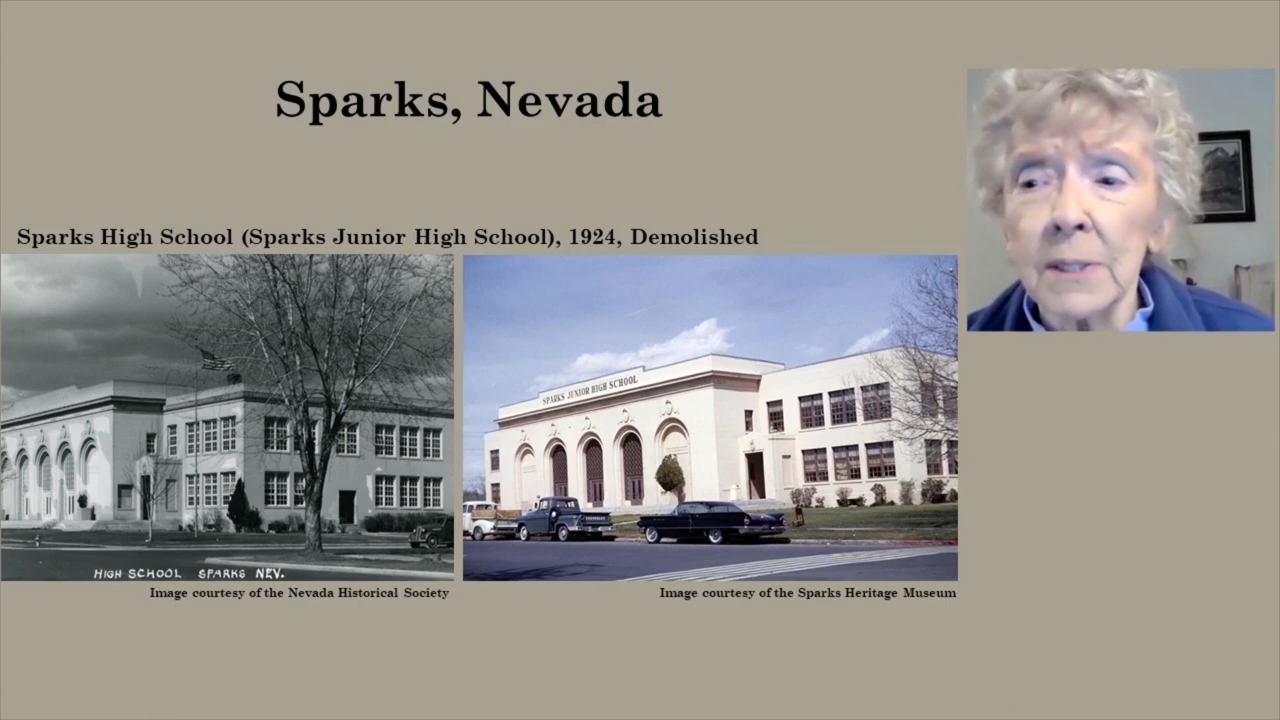 Sparks, Nevada
Sparks High School (Sparks Junior High School), 1924, Demolished
SPARKS JUNIOR HIGH SCHOOL
HIGH SCHOOL SPARKS NEV.
Image courtesy of the Nevada Historical Society
Image courtesy of the Sparks Heritage Museum